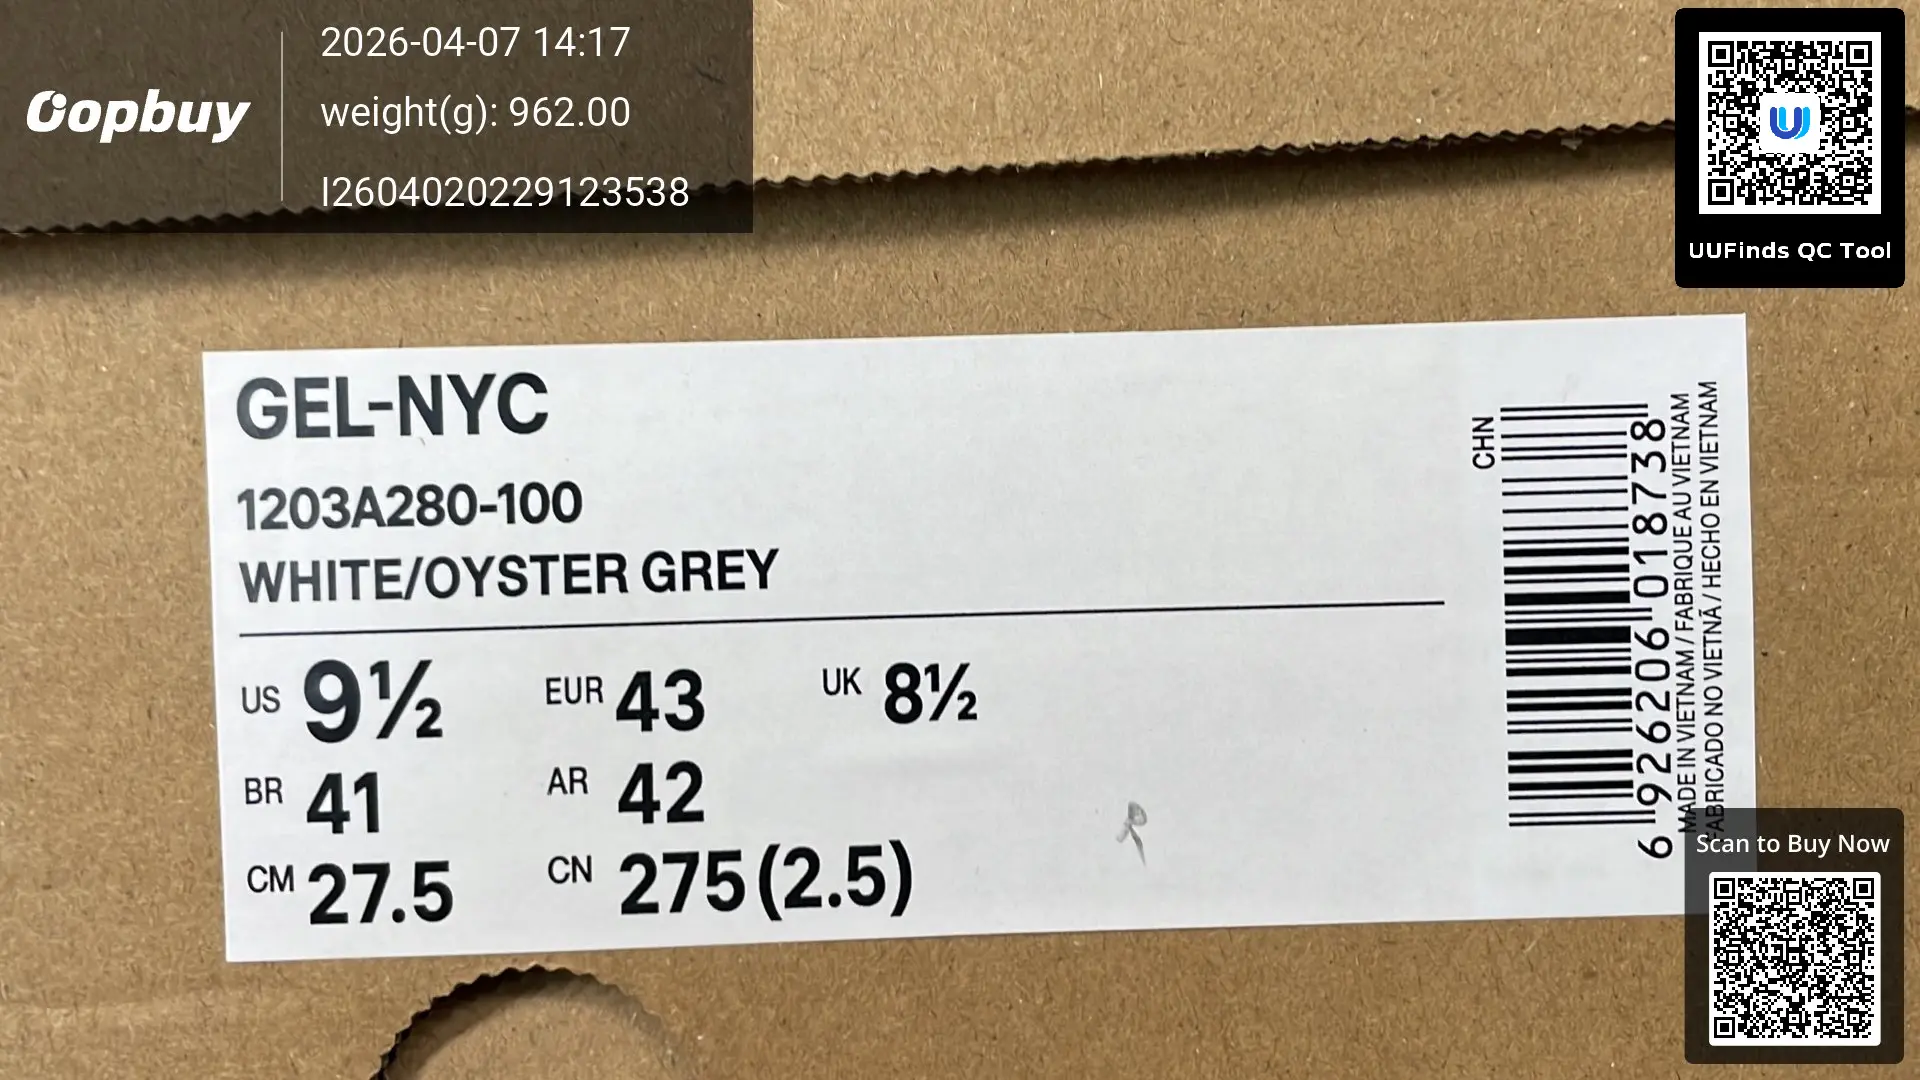 Oopbuy
2026-04-07 14:17
weight(g): 962.00
I2604020229123538
UUFinds QC Tool
GEL-NYC
1203A280-100
WHITE/OYSTER GREY
US 9½ EUR 43 UK 8½
BR 41 AR 42
CM 27.5 CN 275(2.5)
CHN
6 926206 018738
MADE IN VIETNAM / FABRIQUE AU VIETNAM
FABRICADO NO VIETNÃ / HECHO EN VIETNAM
Scan to Buy Now